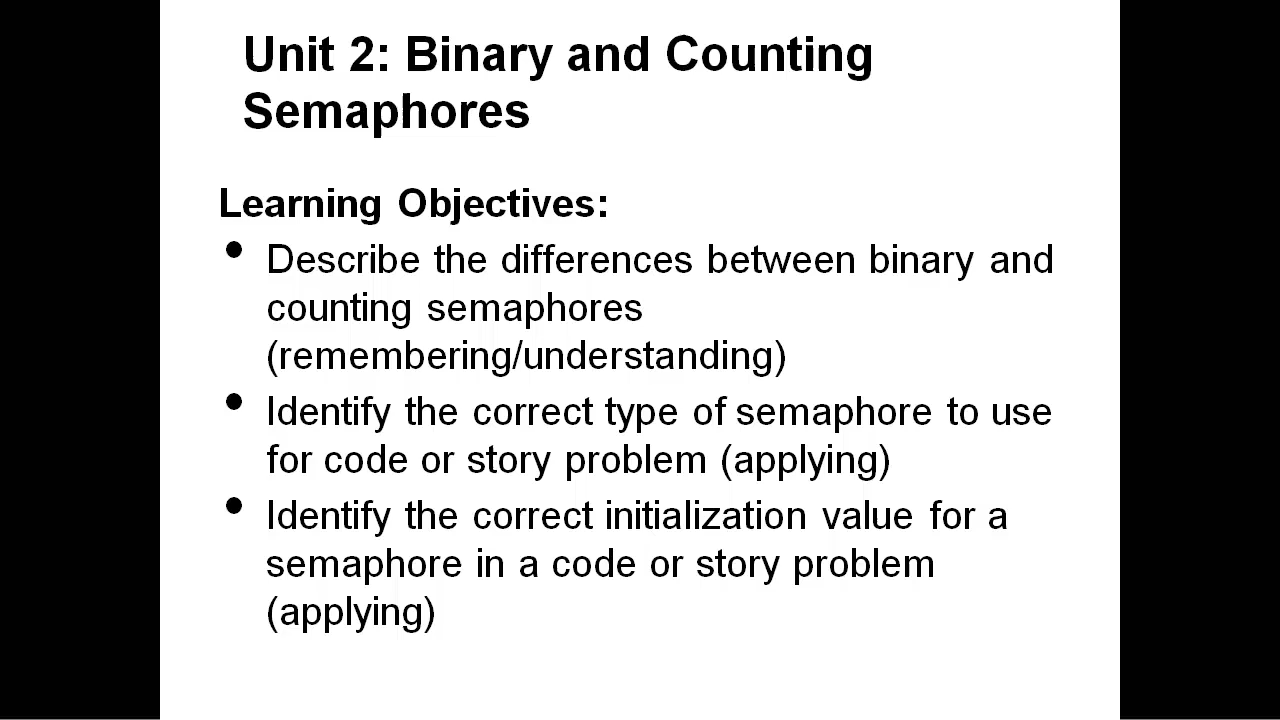 Unit 2: Binary and Counting
Semaphores
Learning Objectives:
• Describe the differences between binary and
counting semaphores
(remembering/understanding)
• Identify the correct type of semaphore to use
for code or story problem (applying)
• Identify the correct initialization value for a
semaphore in a code or story problem
(applying)